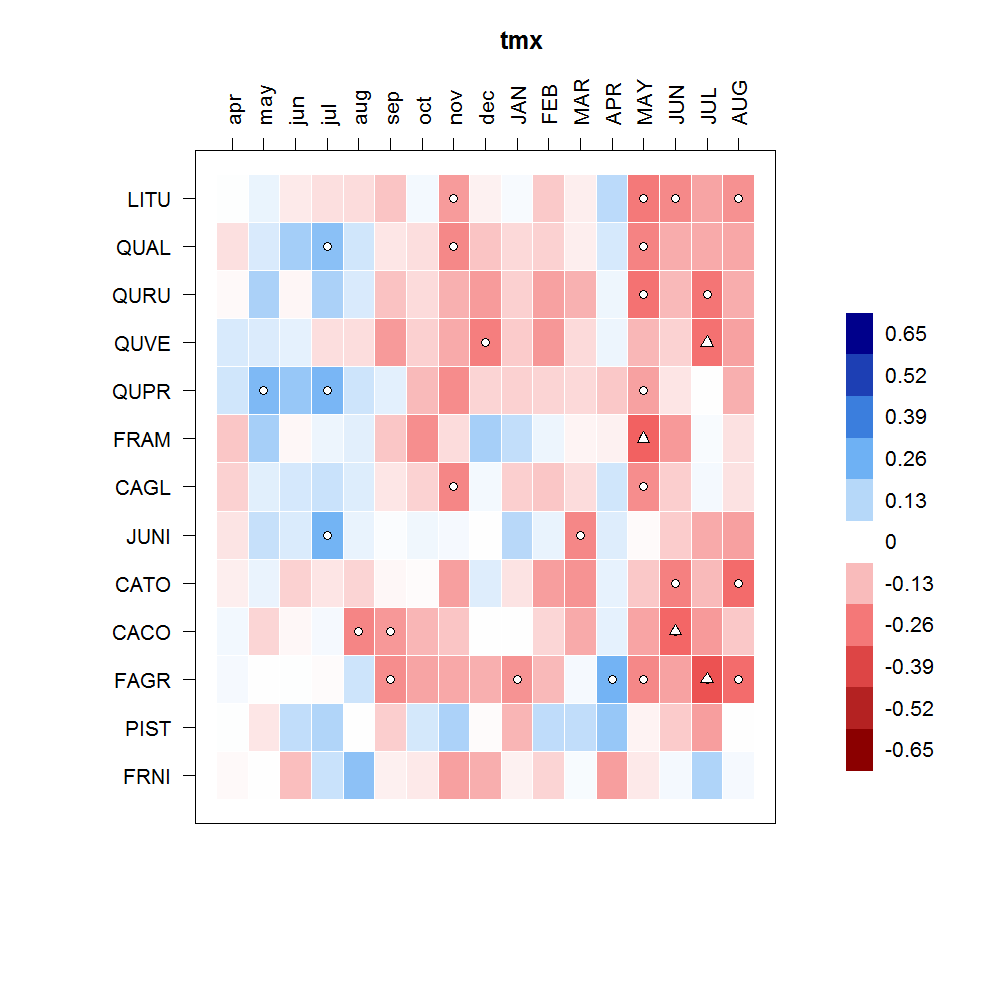 tmx
apr may jun jul aug sep oct nov dec JAN FEB MAR APR MAY JUN JUL AUG
LITU
QUAL
QURU
QUVE
QUPR
FRAM
CAGL
JUNI
CATO
CACO
FAGR
PIST
FRNI
0.65
0.52
0.39
0.26
0.13
0
-0.13
-0.26
-0.39
-0.52
-0.65